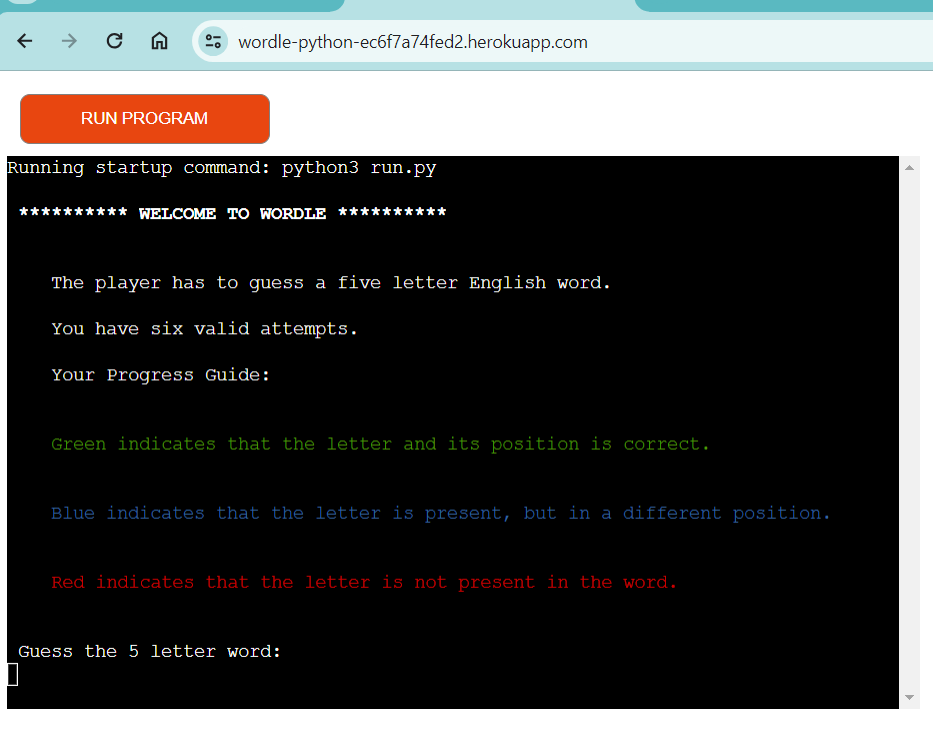 wordle-python-ec6f7a74fed2.herokuapp.com
RUN PROGRAM
Running startup command: python3 run.py
********** WELCOME TO WORDLE **********
The player has to guess a five letter English word.
You have six valid attempts.
Your Progress Guide:
Green indicates that the letter and its position is correct.
Blue indicates that the letter is present, but in a different position.
Red indicates that the letter is not present in the word.
Guess the 5 letter word: